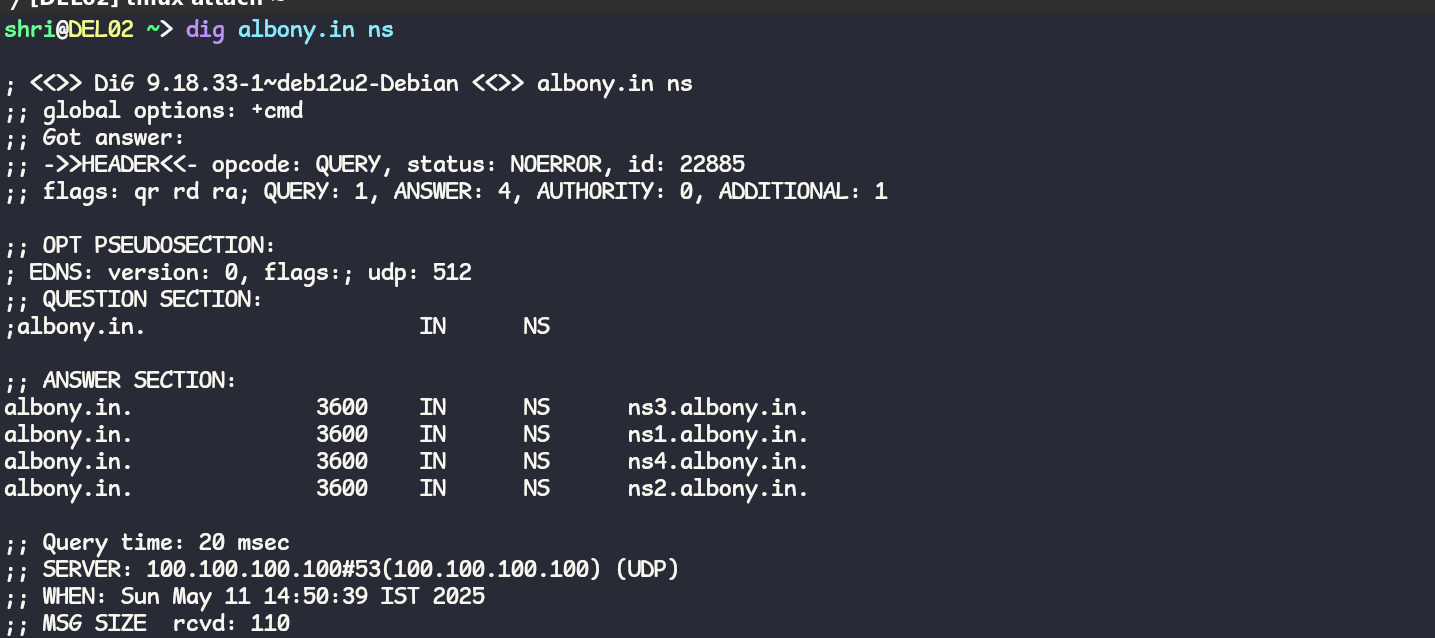 / [DEL02] linux attach ~
shri@DEL02 ~> dig albony.in ns
; <<>> DiG 9.18.33-1~deb12u2-Debian <<>> albony.in ns
;; global options: +cmd
;; Got answer:
;; ->>HEADER<<- opcode: QUERY, status: NOERROR, id: 22885
;; flags: qr rd ra; QUERY: 1, ANSWER: 4, AUTHORITY: 0, ADDITIONAL: 1
;; OPT PSEUDOSECTION:
; EDNS: version: 0, flags:; udp: 512
;; QUESTION SECTION:
;albony.in. IN NS
;; ANSWER SECTION:
albony.in. 3600 IN NS ns3.albony.in.
albony.in. 3600 IN NS ns1.albony.in.
albony.in. 3600 IN NS ns4.albony.in.
albony.in. 3600 IN NS ns2.albony.in.
;; Query time: 20 msec
;; SERVER: 100.100.100.100#53(100.100.100.100) (UDP)
;; WHEN: Sun May 11 14:50:39 IST 2025
;; MSG SIZE rcvd: 110